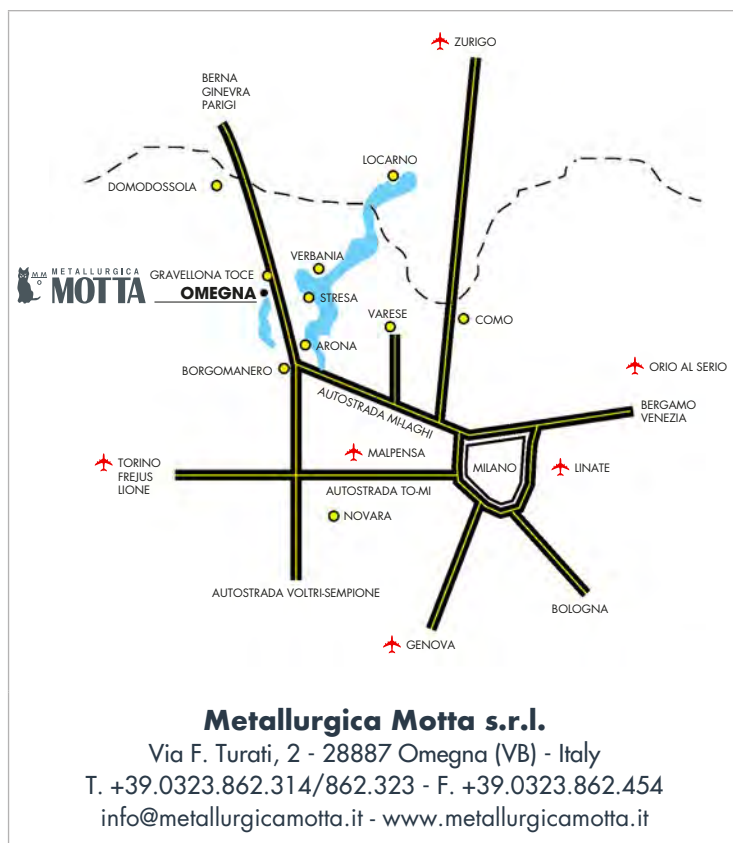 ZURIGO
BERNA
GINEVRA
PARIGI
LOCARNO
DOMODOSSOLA
VERBANIA
MM METALLURGICA
MOTTA
GRAVELLONA TOCE
OMEGNA
STRESA
VARESE
COMO
ARONA
BORGOMANERO
ORIO AL SERIO
AUTOSTRADA MI-LAGHI
BERGAMO
VENEZIA
MALPENSA
TORINO
FREJUS
LIONE
MILANO
LINATE
AUTOSTRADA TO-MI
NOVARA
AUTOSTRADA VOLTRI-SEMPIONE
BOLOGNA
GENOVA
Metallurgica Motta s.r.l.
Via F. Turati, 2 - 28887 Omegna (VB) - Italy
T. +39.0323.862.314/862.323 - F. +39.0323.862.454
info@metallurgicamotta.it - www.metallurgicamotta.it